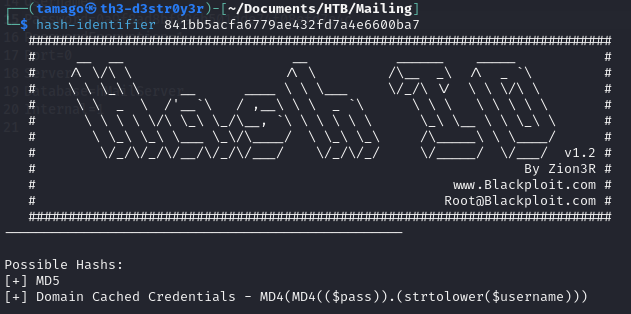 ┌──(tamago㉿th3-d3str0y3r)-[~/Documents/HTB/Mailing]
└─$ hash-identifier 841bb5acfa6779ae432fd7a4e6600ba7
#########################################################################
# v1.2 #
# By Zion3R #
# www.Blackploit.com #
# Root@Blackploit.com #
#########################################################################
--------------------------------------------------
Possible Hashs:
[+] MD5
[+] Domain Cached Credentials - MD4(MD4(($pass)).(strtolower($username)))